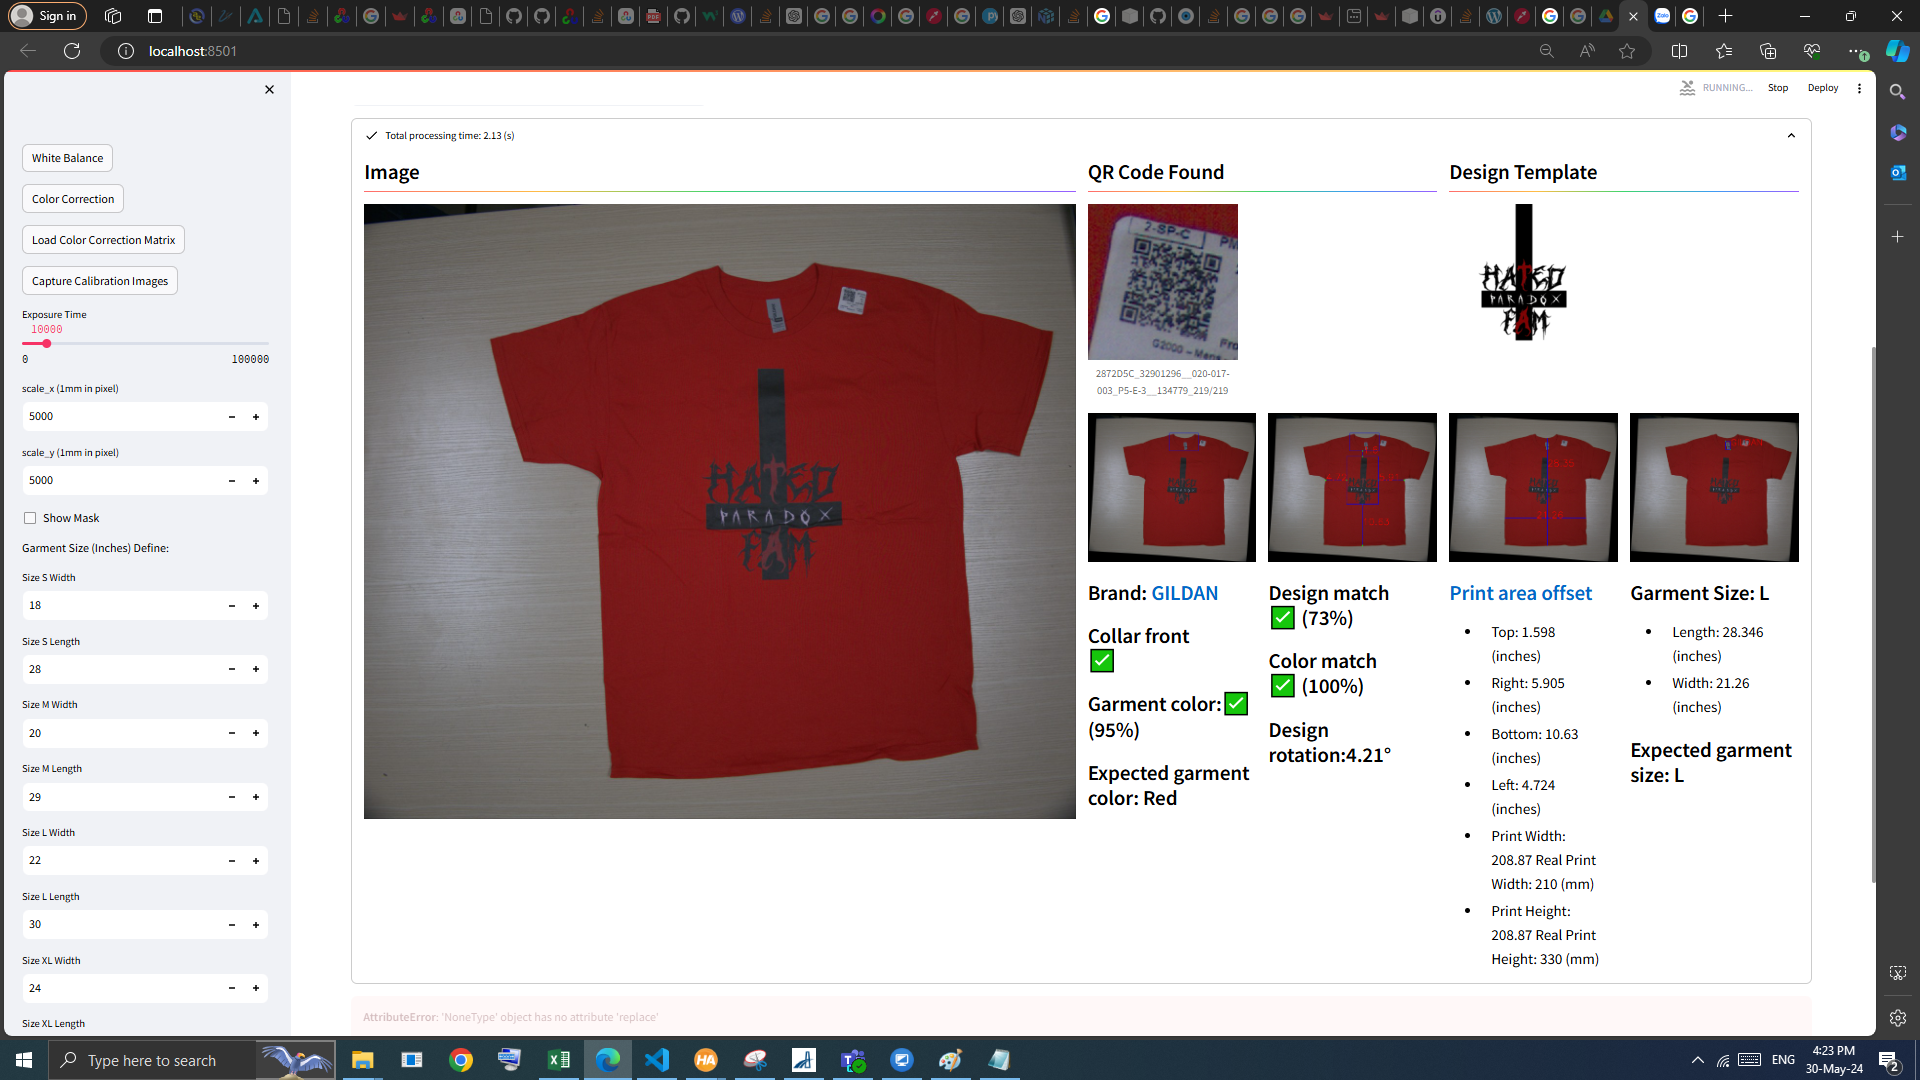 Sign in
localhost:8501
RUNNING...
Stop
Deploy
White Balance
Color Correction
Load Color Correction Matrix
Capture Calibration Images
Exposure Time
10000
0
100000
scale_x (1mm in pixel)
5000
scale_y (1mm in pixel)
5000
Show Mask
Garment Size (Inches) Define:
Size S Width
18
Size S Length
28
Size M Width
20
Size M Length
29
Size L Width
22
Size L Length
30
Size XL Width
24
Size XL Length
Total processing time: 2.13 (s)
Image
HATED
PARADOX
FAM
QR Code Found
2-SP-C
2872D5C_32901296__020-017-
003_P5-E-3__134779_219/219
Design Template
HATED
PARADOX
FAM
Brand: GILDAN
Collar front
Garment color:
(95%)
Expected garment
color: Red
Design match
(73%)
Color match
(100%)
Design
rotation:4.21°
Print area offset
Top: 1.598
(inches)
Right: 5.905
(inches)
Bottom: 10.63
(inches)
Left: 4.724
(inches)
Print Width:
208.87 Real Print
Width: 210 (mm)
Print Height:
208.87 Real Print
Height: 330 (mm)
Garment Size: L
Length: 28.346
(inches)
Width: 21.26
(inches)
Expected garment
size: L
AttributeError: 'NoneType' object has no attribute 'replace'
Type here to search
ENG
4:23 PM
30-May-24
2